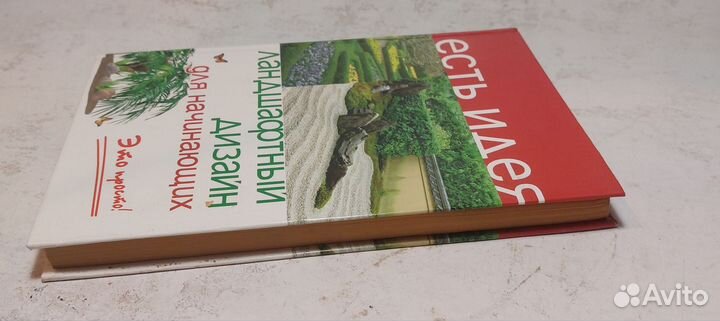 есть идея
ландшафтный
дизайн
для начинающих
Это просто!
Avito